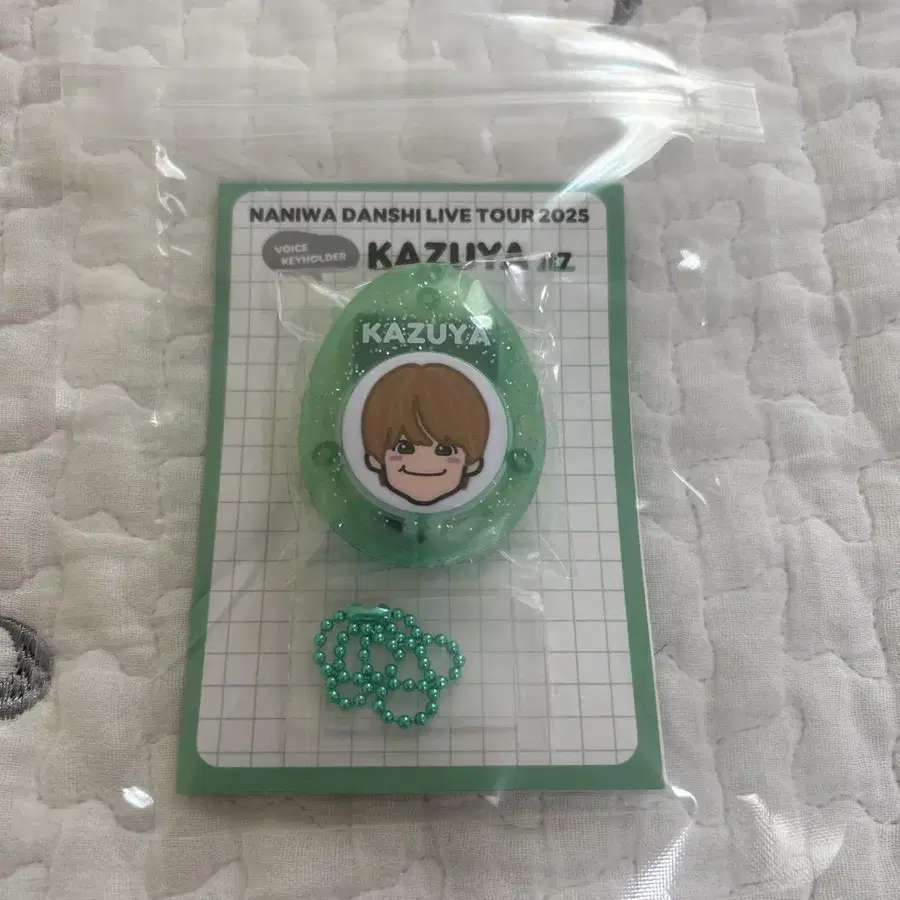 NANIWA DANSHI LIVE TOUR 2025
VOICE
KEYHOLDER
KAZUYA
KAZUYA